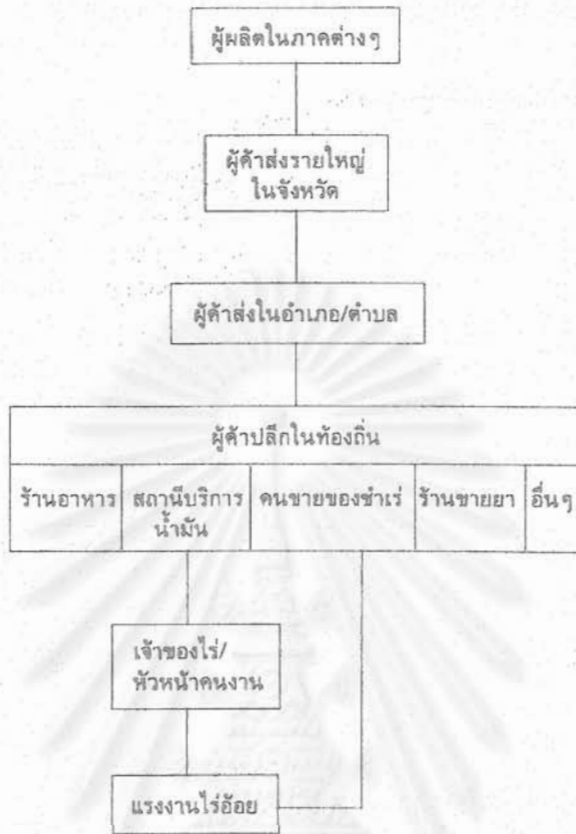 ผู้ผลิตในภาคต่างๆ
ผู้ค้าส่งรายใหญ่
ในจังหวัด
ผู้ค้าส่งในอำเภอ/ตำบล
ผู้ค้าปลีกในท้องถิ่น
ร้านอาหาร สถานีบริการ คนขายของชำเร่ ร้านขายยา อื่นๆ
น้ำมัน
เจ้าของไร่/
หัวหน้าคนงาน
แรงงานไร่อ้อย